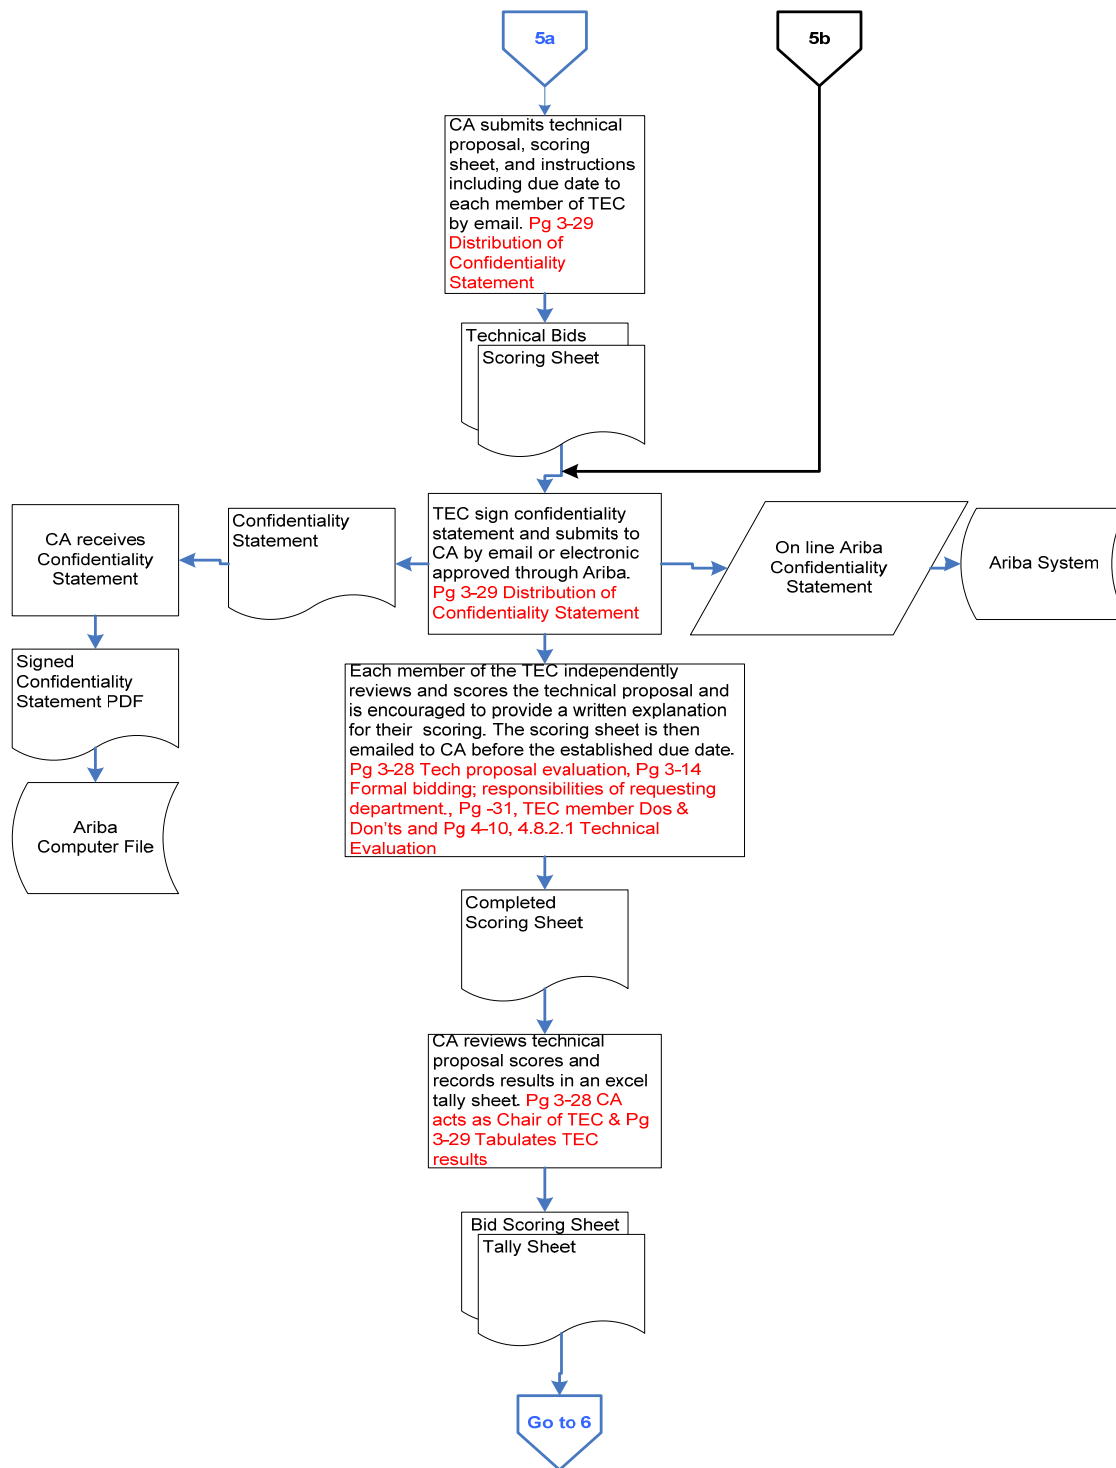 5a
5b
CA submits technical
proposal, scoring
sheet, and instructions
including due date to
each member of TEC
by email. Pg 3-29
Distribution of
Confidentiality
Statement
Technical Bids
Scoring Sheet
CA receives
Confidentiality
Statement
Confidentiality
Statement
TEC sign confidentiality
statement and submits to
CA by email or electronic
approved through Ariba.
Pg 3-29 Distribution of
Confidentiality Statement
On line Ariba
Confidentiality
Statement
Ariba System
Signed
Confidentiality
Statement PDF
Ariba
Computer File
Each member of the TEC independently
reviews and scores the technical proposal and
is encouraged to provide a written explanation
for their scoring. The scoring sheet is then
emailed to CA before the established due date.
Pg 3-28 Tech proposal evaluation, Pg 3-14
Formal bidding; responsibilities of requesting
department., Pg -31, TEC member Dos &
Don'ts and Pg 4-10, 4.8.2.1 Technical
Evaluation
Completed
Scoring Sheet
CA reviews technical
proposal scores and
records results in an excel
tally sheet. Pg 3-28 CA
acts as Chair of TEC & Pg
3-29 Tabulates TEC
results
Bid Scoring Sheet
Tally Sheet
Go to 6